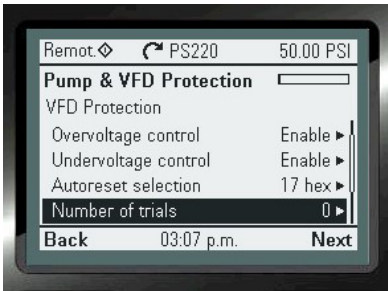 Remot. PS220 50.00 PSI
Pump & VFD Protection
VFD Protection
Overvoltage control Enable
Undervoltage control Enable
Autoreset selection 17 hex
Number of trials 0
Back 03:07 p.m. Next